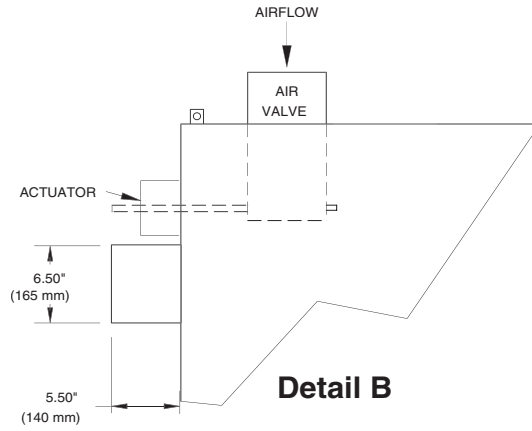 AIRFLOW
AIR
VALVE
ACTUATOR
6.50"
(165 mm)
5.50"
(140 mm)
Detail B